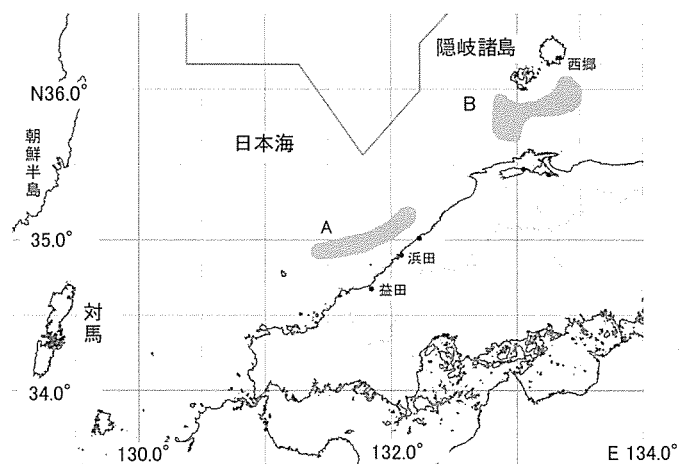 隠岐諸島
西郷
N36.0°
B
朝鮮半島
日本海
A
35.0°
浜田
益田
対馬
34.0°
130.0°
132.0°
E 134.0°